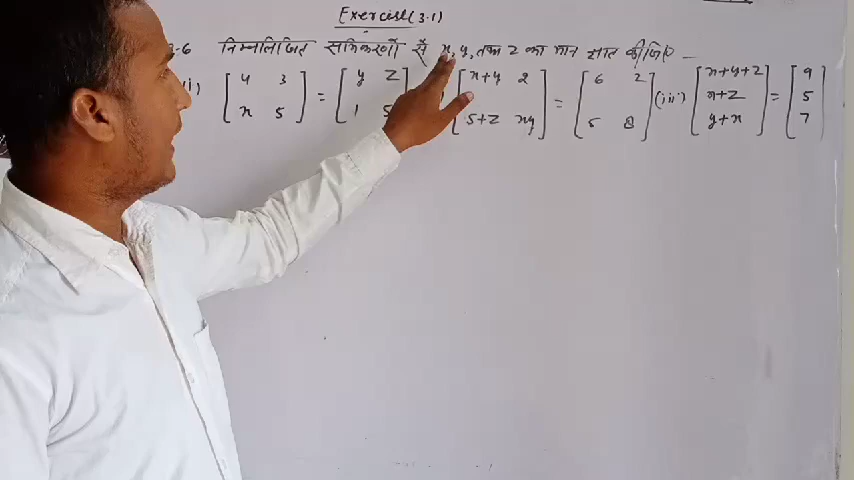 Exercise (3.1)
-6 निम्नलिखित समिकरणों से x, y, तथा z का मान ज्ञात कीजिए –
i) [4 3 = [y z [x+y 2] = [6 2] (iii) [x+y+z] = [9]
x 5] 1 5 5+z xy] 5 8] x+z 5
y+x 7